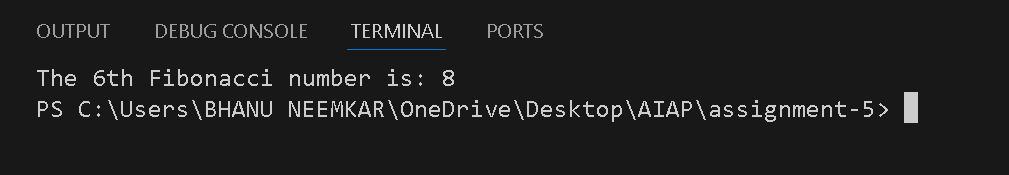 OUTPUT DEBUG CONSOLE TERMINAL PORTS
The 6th Fibonacci number is: 8
PS C:\Users\BHANU NEEMKAR\OneDrive\Desktop\AIAP\assignment-5>